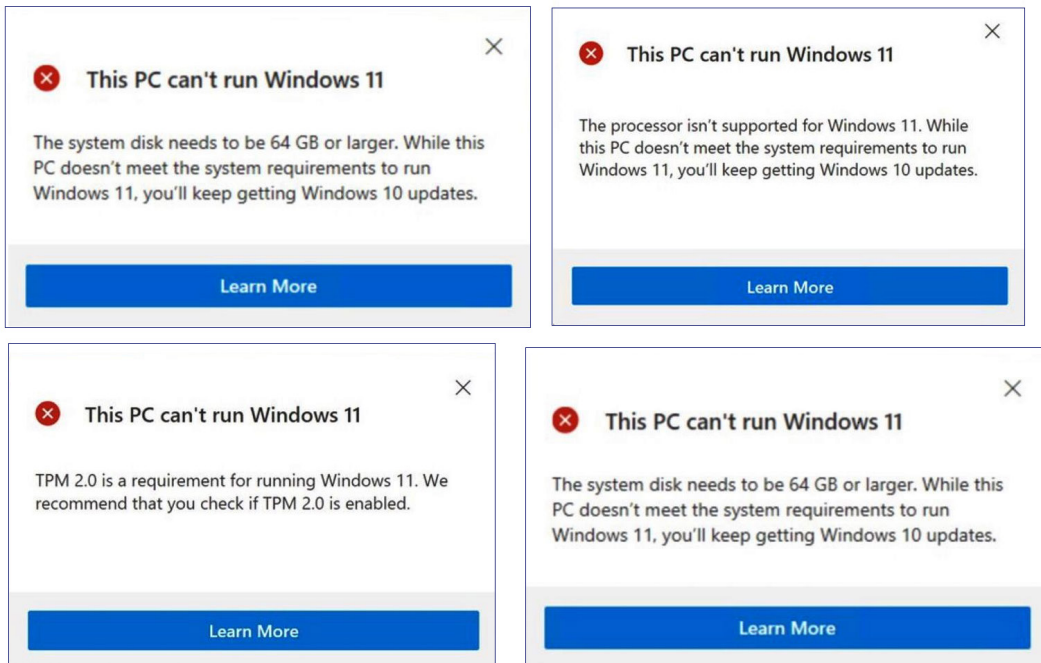 This PC can't run Windows 11
The system disk needs to be 64 GB or larger. While this
PC doesn't meet the system requirements to run
Windows 11, you'll keep getting Windows 10 updates.
Learn More
This PC can't run Windows 11
The processor isn't supported for Windows 11. While
this PC doesn't meet the system requirements to run
Windows 11, you'll keep getting Windows 10 updates.
Learn More
This PC can't run Windows 11
TPM 2.0 is a requirement for running Windows 11. We
recommend that you check if TPM 2.0 is enabled.
Learn More
This PC can't run Windows 11
The system disk needs to be 64 GB or larger. While this
PC doesn't meet the system requirements to run
Windows 11, you'll keep getting Windows 10 updates.
Learn More